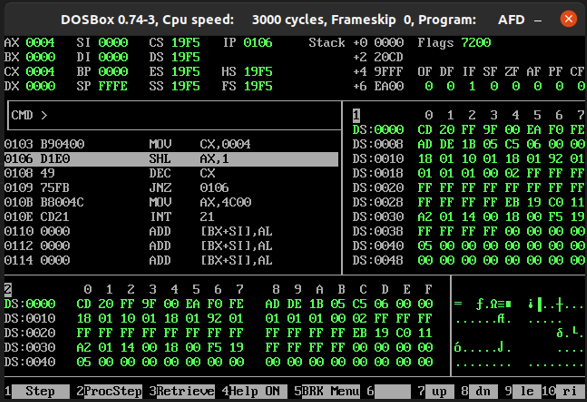 DOSBox 0.74-3, Cpu speed: 3000 cycles, Frameskip 0, Program: AFD
AX 0004 SI 0000 CS 19F5 IP 0106 Stack +0 0000 Flags 7200
BX 0000 DI 0000 DS 19F5 +2 20CD
CX 0004 BP 0000 ES 19F5 HS 19F5 +4 9FFF OF DF IF SF ZF AF PF CF
DX 0000 SP FFFE SS 19F5 FS 19F5 +6 EA00 0 0 1 0 0 0 0 0
CMD >
1 0 1 2 3 4 5 6 7
DS:0000 CD 20 FF 9F 00 EA F0 FE
DS:0008 AD DE 1B 05 C5 06 00 00
DS:0010 18 01 10 01 18 01 92 01
DS:0018 01 01 01 00 02 FF FF FF
DS:0020 FF FF FF FF FF FF FF FF
DS:0028 FF FF FF FF EB 19 C0 11
DS:0030 A2 01 14 00 18 00 F5 19
DS:0038 FF FF FF FF 00 00 00 00
DS:0040 05 00 00 00 00 00 00 00
DS:0048 00 00 00 00 00 00 00 00
0103 B90400 MOV CX,0004
0106 D1E0 SHL AX,1
0108 49 DEC CX
0109 75FB JNZ 0106
010B B8004C MOV AX,4C00
010E CD21 INT 21
0110 0000 ADD [BX+SI],AL
0112 0000 ADD [BX+SI],AL
0114 0000 ADD [BX+SI],AL
2 0 1 2 3 4 5 6 7 8 9 A B C D E F
DS:0000 CD 20 FF 9F 00 EA F0 FE AD DE 1B 05 C5 06 00 00
DS:0010 18 01 10 01 18 01 92 01 01 01 01 00 02 FF FF FF
DS:0020 FF FF FF FF FF FF FF FF FF FF FF FF EB 19 C0 11
DS:0030 A2 01 14 00 18 00 F5 19 FF FF FF FF 00 00 00 00
DS:0040 05 00 00 00 00 00 00 00 00 00 00 00 00 00 00 00
1 Step 2ProcStep 3Retrieve 4Help ON 5BRK Menu 6 7 up 8 dn 9 le 10 ri